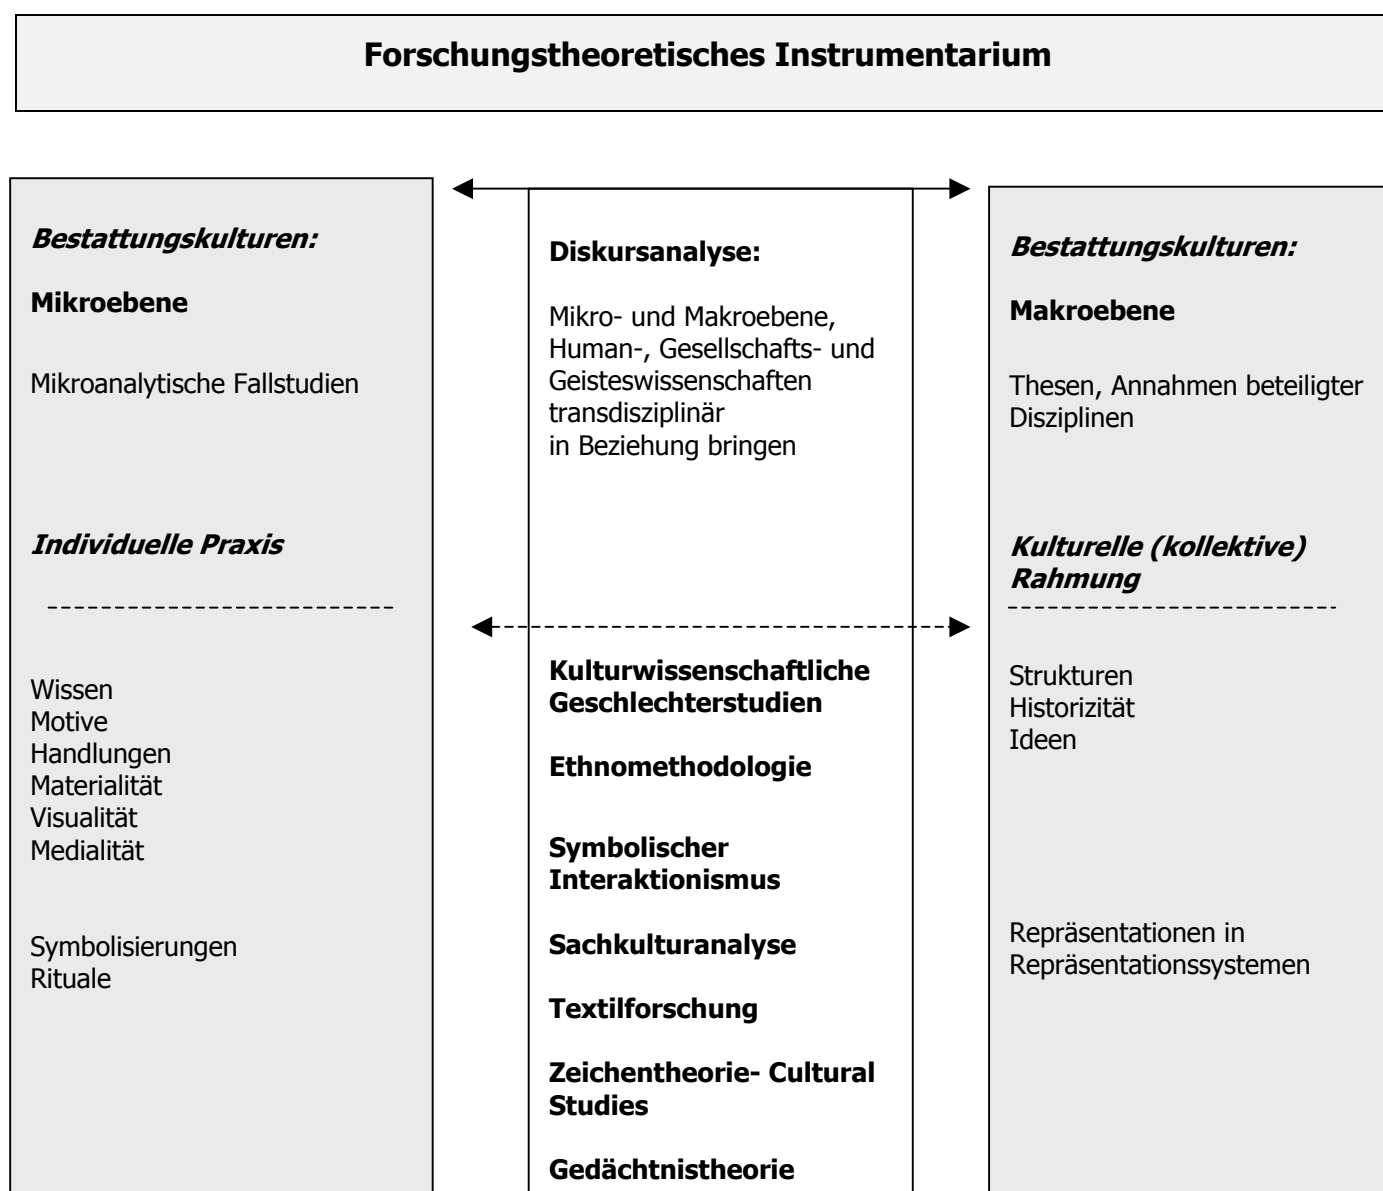 Forschungstheoretisches Instrumentarium
Bestattungskulturen:
Mikroebene
Mikroanalytische Fallstudien
Individuelle Praxis
Wissen
Motive
Handlungen
Materialität
Visualität
Medialität
Symbolisierungen
Rituale
Diskursanalyse:
Mikro- und Makroebene,
Human-, Gesellschafts- und
Geisteswissenschaften
transdisziplinär
in Beziehung bringen
Kulturwissenschaftliche
Geschlechterstudien
Ethnomethodologie
Symbolischer
Interaktionismus
Sachkulturanalyse
Textilforschung
Zeichentheorie- Cultural
Studies
Gedächtnistheorie
Bestattungskulturen:
Makroebene
Thesen, Annahmen beteiligter
Disziplinen
Kulturelle (kollektive)
Rahmung
Strukturen
Historizität
Ideen
Repräsentationen in
Repräsentationssystemen